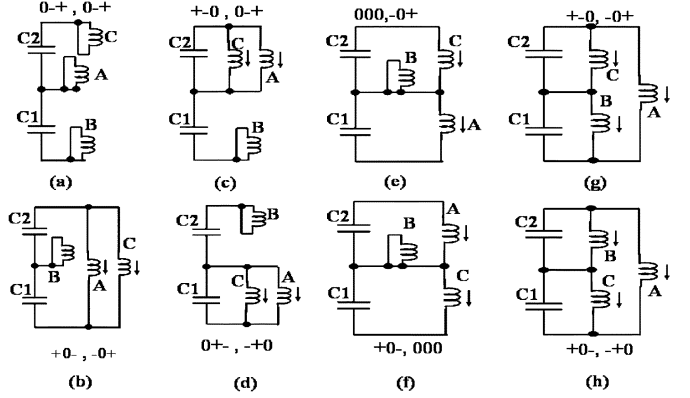 0-+ , 0-+
C2
C
A
C1
B
(a)
+-0 , 0-+
C2
C
A
C1
B
(c)
000,-0+
C2
B
C
C1
A
(e)
+-0, -0+
C2
C
B
C1
A
(g)
C2
B
C
A
C1
+0- , -0+
(b)
C2
B
C1
C
A
0+- , -+0
(d)
A
C2
B
C
C1
+0-, 000
(f)
C2
B
C
A
C1
+0-, -+0
(h)